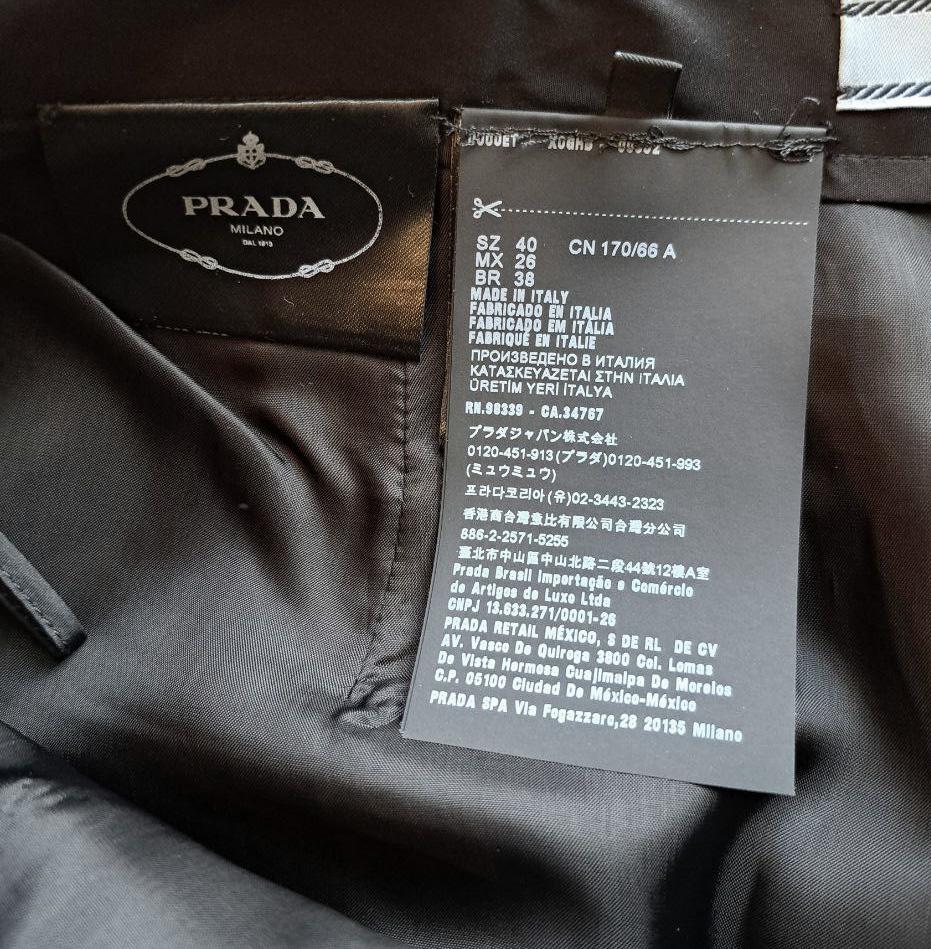 PRADA
MILANO
DAL 1913
SZ 40 CN 170/66 A
MX 26
BR 38
MADE IN ITALY
FABRICADO EN ITALIA
FABRICADO EM ITÀLIA
FABRIQUÉ EN ITALIE
ПРОИЗВЕДЕНО В ИТАЛИЯ
ΚΑΤΑΣΚΕΥΑΖΕΤΑΙ ΣΤΗΝ ΙΤΑΛΙΑ
ÜRETİM YERİ İTALYA
RN.98339 - CA.34767
プラダジャパン株式会社
0120-451-913(プラダ)0120-451-993
(ミュウミュウ)
프라다코리아(유)02-3443-2323
香港商台灣壹比有限公司台灣分公司
886-2-2571-5255
臺北市中山區中山北路二段44號12樓A室
Prada Brasil Importação e Comércio
de Artigos de Luxo Ltda
CNPJ 13.633.271/0001-26
PRADA RETAIL MÉXICO, S DE RL DE CV
AV. Vasco De Quiroga 3800 Col. Lomas
De Vista Hermosa Cuajimalpa De Morelos
C.P. 05100 Ciudad De México-México
PRADA SPA Via Fogazzaro,28 20135 Milano